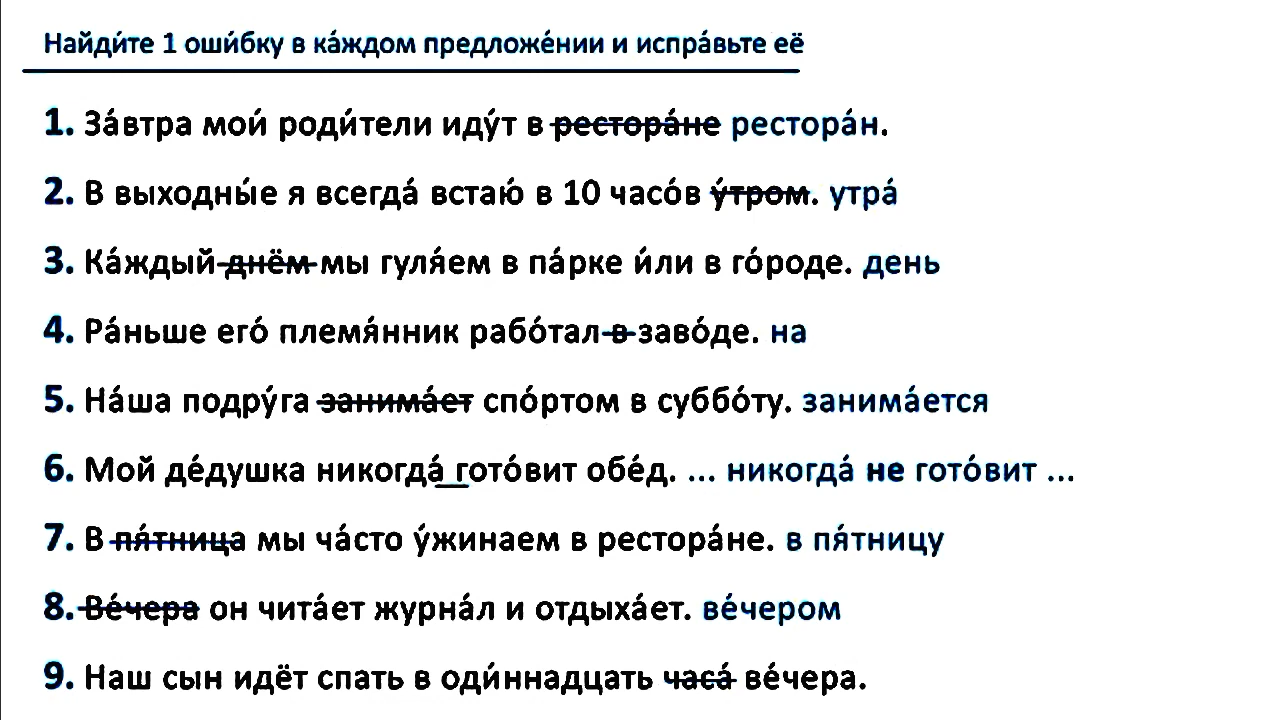 Найди́те 1 оши́бку в ка́ждом предложе́нии и испра́вьте её
1. За́втра мои́ роди́тели иду́т в рестора́не рестора́н.
2. В выходны́е я всегда́ встаю́ в 10 часо́в у́тром. утра́
3. Ка́ждый днём мы гуля́ем в па́рке и́ли в го́роде. день
4. Ра́ньше его́ племя́нник рабо́тал в заво́де. на
5. На́ша подру́га занима́ет спо́ртом в суббо́ту. занима́ется
6. Мой де́душка никогда́ гото́вит обе́д. ... никогда́ не гото́вит ...
7. В пя́тница мы ча́сто у́жинаем в рестора́не. в пя́тницу
8. Ве́чера он чита́ет журна́л и отдыха́ет. ве́чером
9. Наш сын идёт спать в оди́ннадцать часа́ ве́чера.